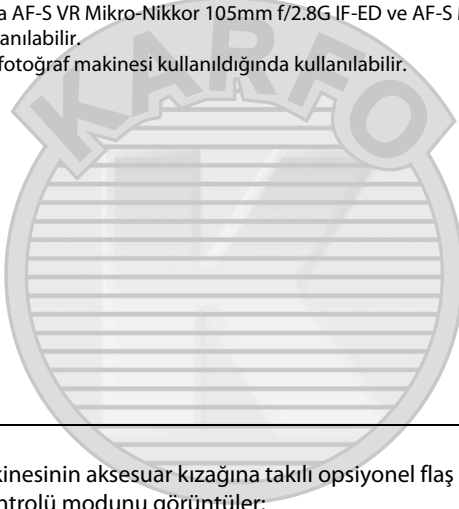 a AF-S VR Mikro-Nikkor 105mm f/2.8G IF-ED ve AF-S
anılabilir.
fotoğraf makinesi kullanıldığında kullanılabilir.
KARFO
kinesinin aksesuar kızağına takılı opsiyonel flaş
ntrolü modunu görüntüler: